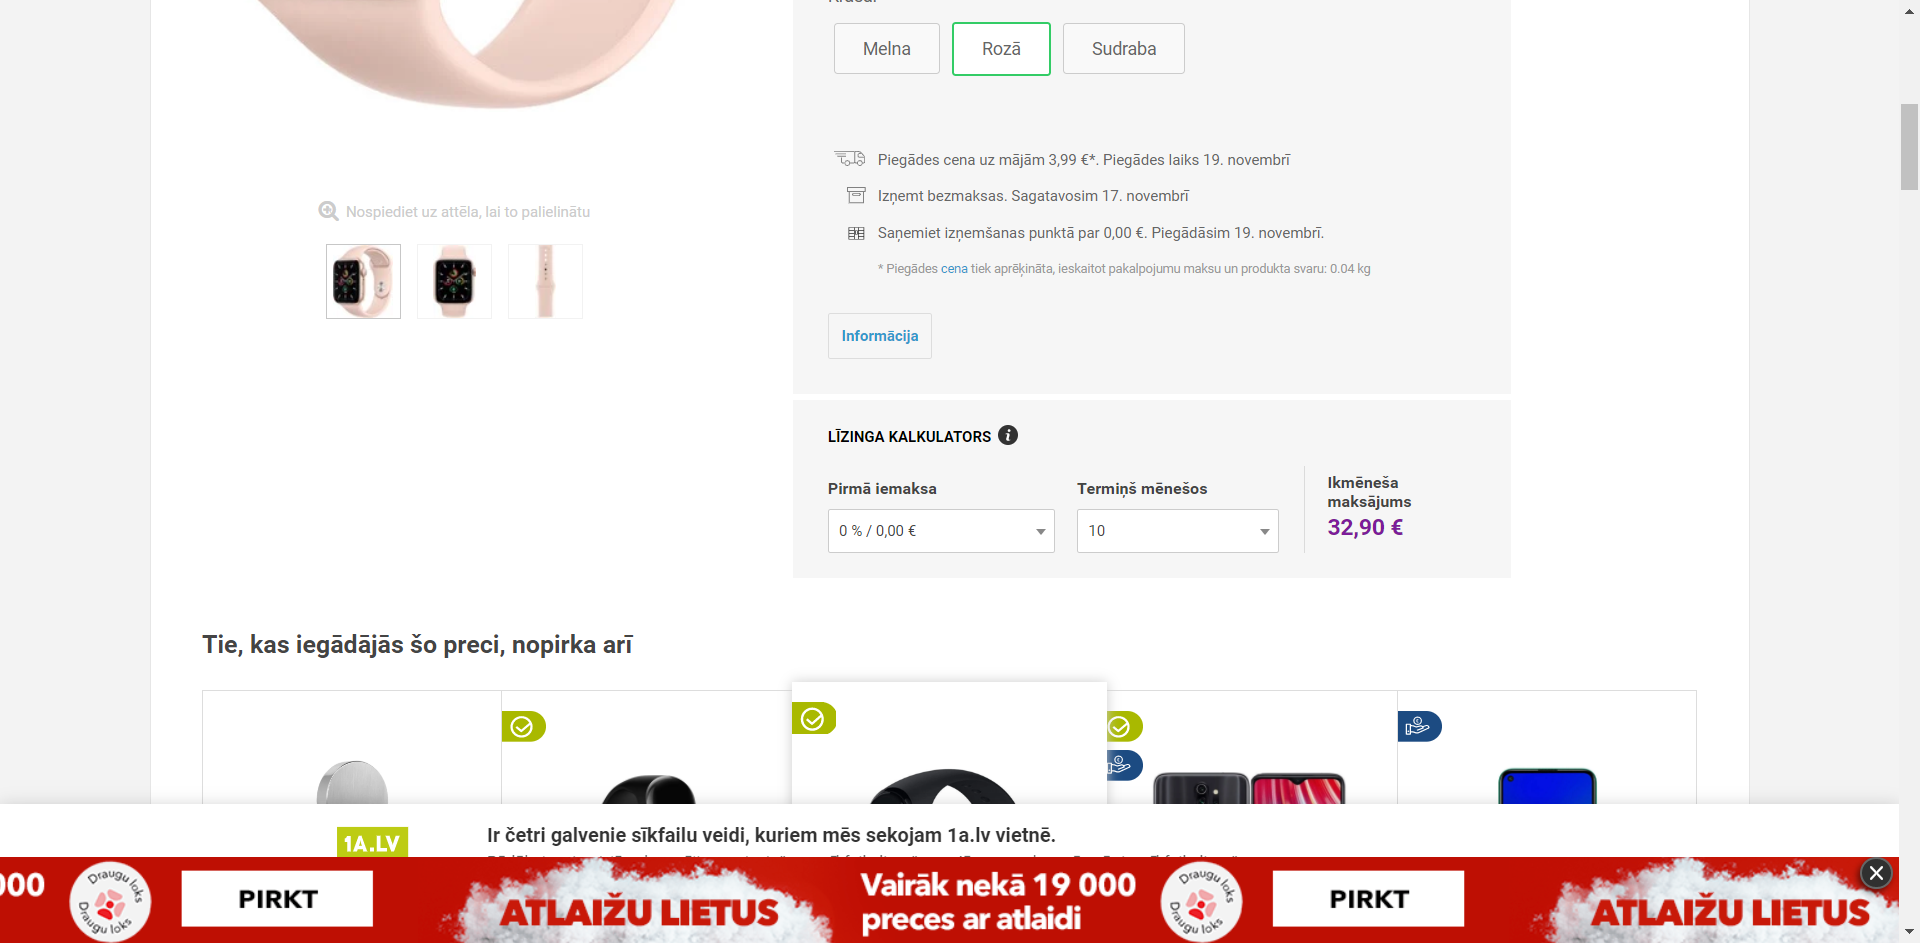 Melna
Rozā
Sudraba
Piegādes cena uz mājām 3,99 €*. Piegādes laiks 19. novembrī
Izņemt bezmaksas. Sagatavosim 17. novembrī
Saņemiet izņemšanas punktā par 0,00 €. Piegādāsim 19. novembrī.
* Piegādes cena tiek aprēķināta, ieskaitot pakalpojumu maksu un produkta svaru: 0.04 kg
Nospiediet uz attēla, lai to palielinātu
Informācija
LĪZINGA KALKULATORS
Pirmā iemaksa
0 % / 0,00 €
Termiņš mēnešos
10
Ikmēneša
maksājums
32,90 €
Tie, kas iegādājās šo preci, nopirka arī
1A.LV
Ir četri galvenie sīkfailu veidi, kuriem mēs sekojam 1a.lv vietnē.
000
Draugu loks
Draugu loks
PIRKT
ATLAIŽU LIETUS
Vairāk nekā 19 000
preces ar atlaidi
Draugu loks
Draugu loks
PIRKT
ATLAIŽU LIETUS